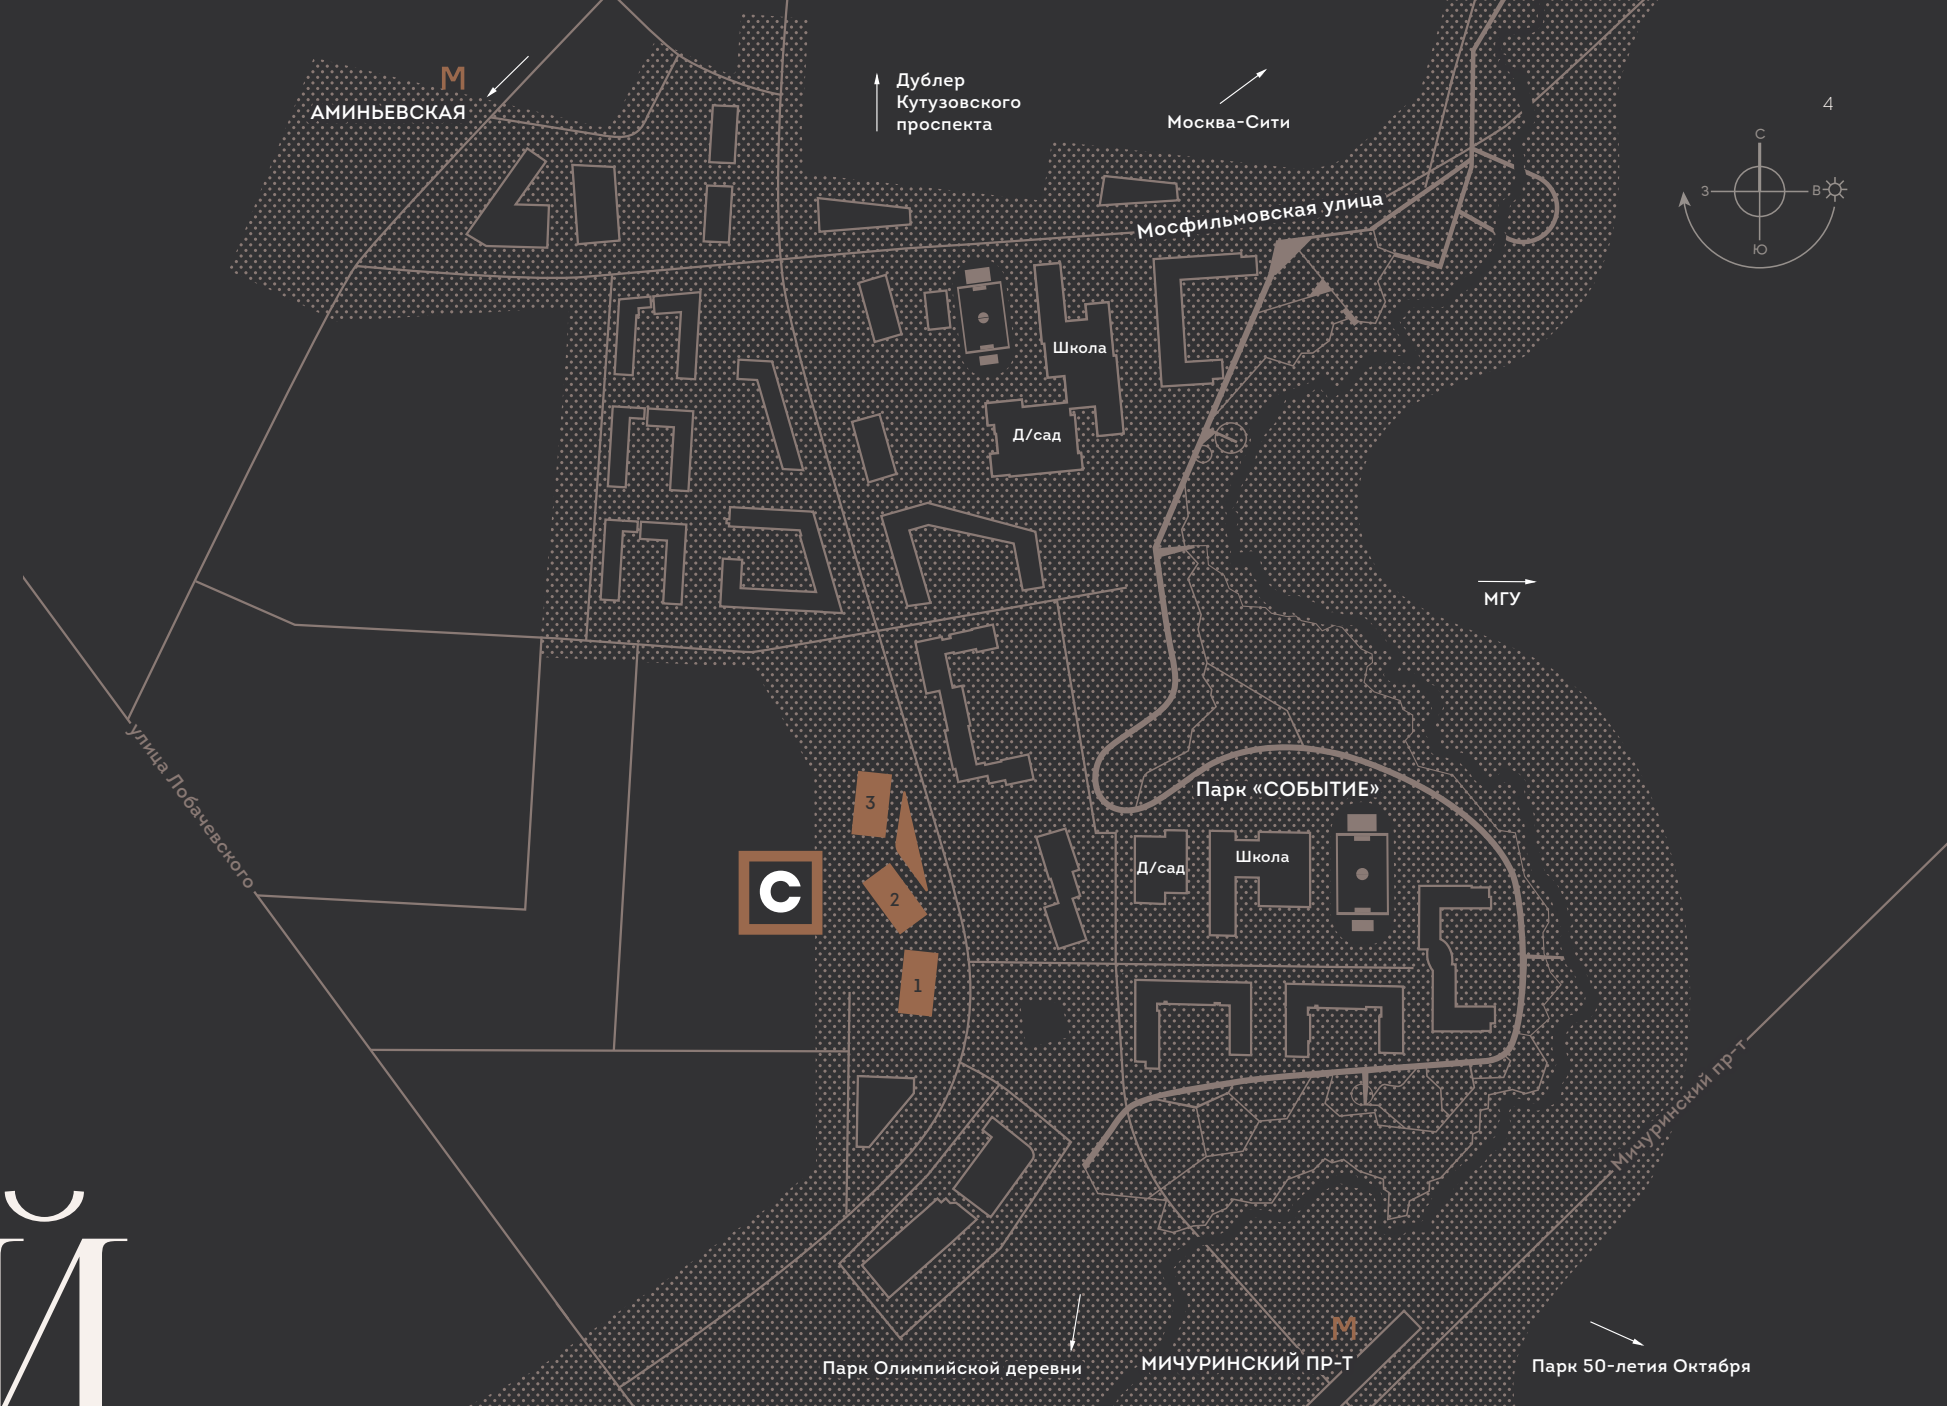 М
АМИНЬЕВСКАЯ
Дублер
Кутузовского
проспекта
Москва-Сити
4
С
З
В
Ю
Мосфильмовская улица
Школа
Д/сад
МГУ
улица Лобачевского
Парк «СОБЫТИЕ»
3
Д/сад
Школа
С
2
1
Мичуринский пр-т
Й
М
МИЧУРИНСКИЙ ПР-Т
Парк Олимпийской деревни
Парк 50-летия Октября